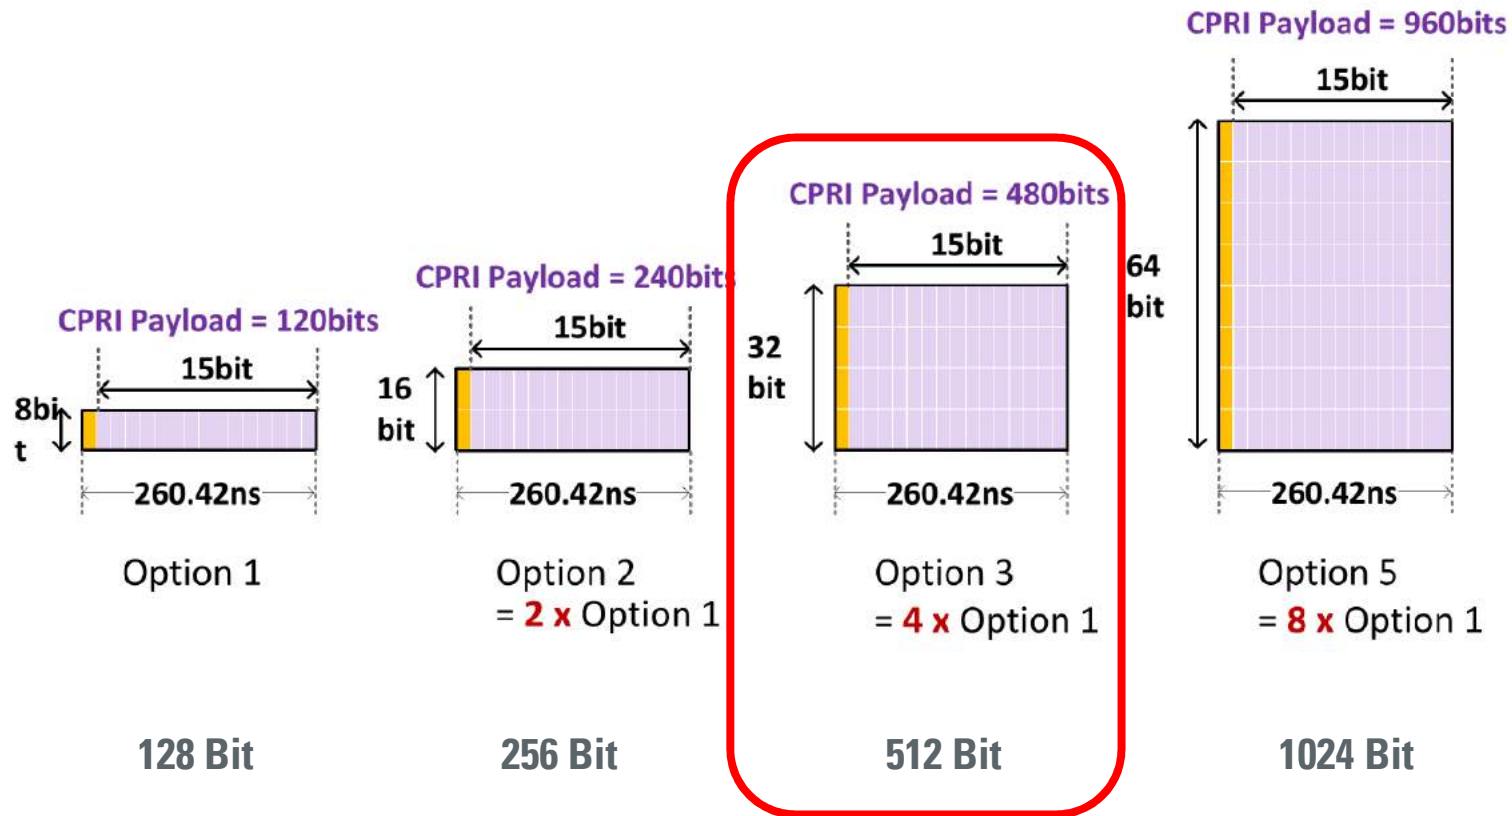 CPRI Payload = 120bits
15bit
8bi
t
260.42ns
Option 1
128 Bit
CPRI Payload = 240bits
15bit
16
bit
260.42ns
Option 2
= 2 x Option 1
256 Bit
CPRI Payload = 480bits
15bit
32
bit
260.42ns
Option 3
= 4 x Option 1
512 Bit
CPRI Payload = 960bits
15bit
64
bit
260.42ns
Option 5
= 8 x Option 1
1024 Bit